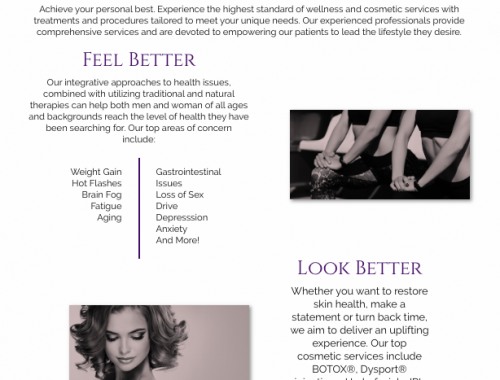 Achieve your personal best. Experience the highest standard of wellness and cosmetic services with
treatments and procedures tailored to meet your unique needs. Our experienced professionals provide
comprehensive services and are devoted to empowering our patients to lead the lifestyle they desire.
Feel Better
Our integrative approaches to health issues,
combined with utilizing traditional and natural
therapies can help both men and woman of all ages
and backgrounds reach the level of health they have
been searching for. Our top areas of concern
include:
Weight Gain
Hot Flashes
Brain Fog
Fatigue
Aging
Gastrointestinal
Issues
Loss of Sex
Drive
Depresssion
Anxiety
And More!
Look Better
Whether you want to restore
skin health, make a
statement or turn back time,
we aim to deliver an uplifting
experience. Our top
cosmetic services include
BOTOX®, Dysport®